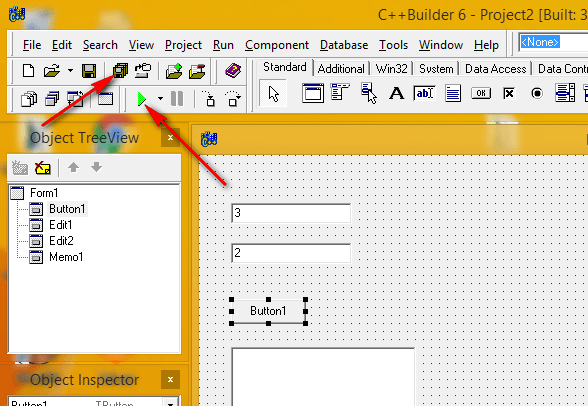 C++Builder 6 - Project2 [Built: 3
File Edit Search View Project Run Component Database Tools Window Help
<None>
Standard Additional Win32 System Data Access Data Contr
A ab OK
Object TreeView
Form1
Button1
Edit1
Edit2
Memo1
3
2
Button1
Object Inspector
Button1 TButton